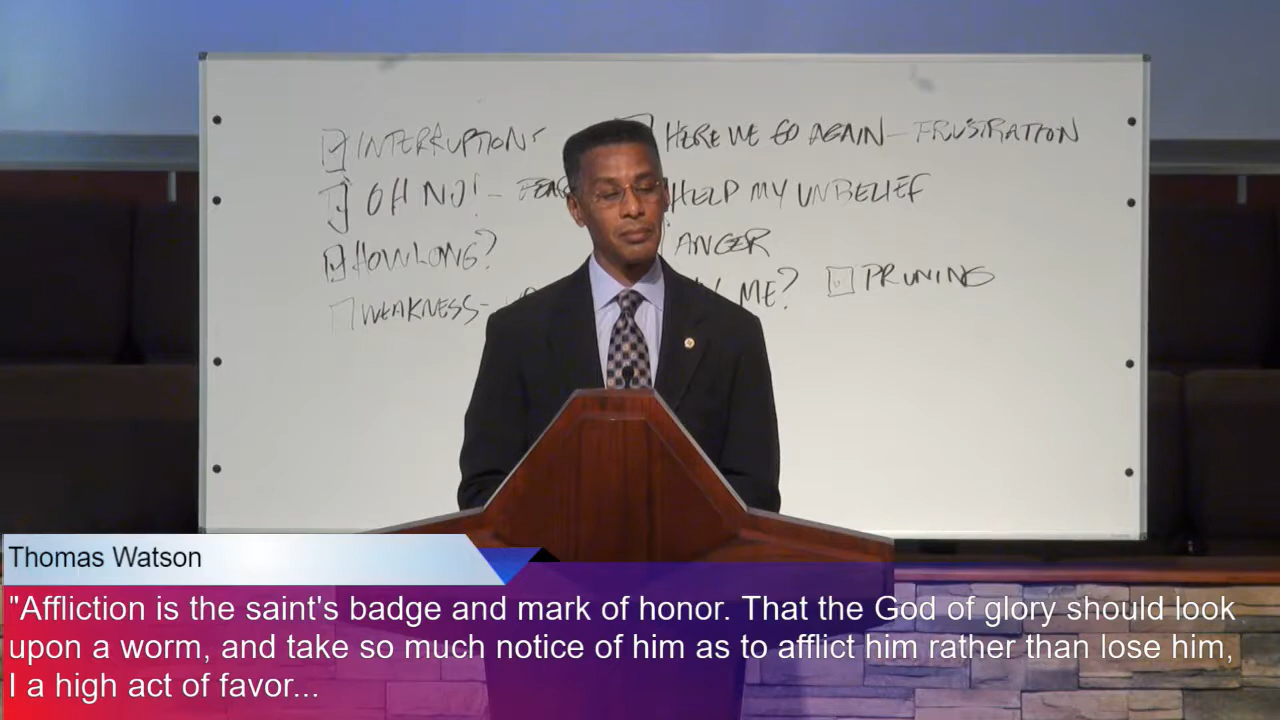 INTERRUPTIONS
HERE WE GO AGAIN - FRUSTRATION
OH NO! - FEAR
HELP MY UNBELIEF
HOW LONG?
ANGER
WEAKNESS-
ME?
PRUNING
Thomas Watson
"Affliction is the saint's badge and mark of honor. That the God of glory should look
upon a worm, and take so much notice of him as to afflict him rather than lose him,
I a high act of favor...